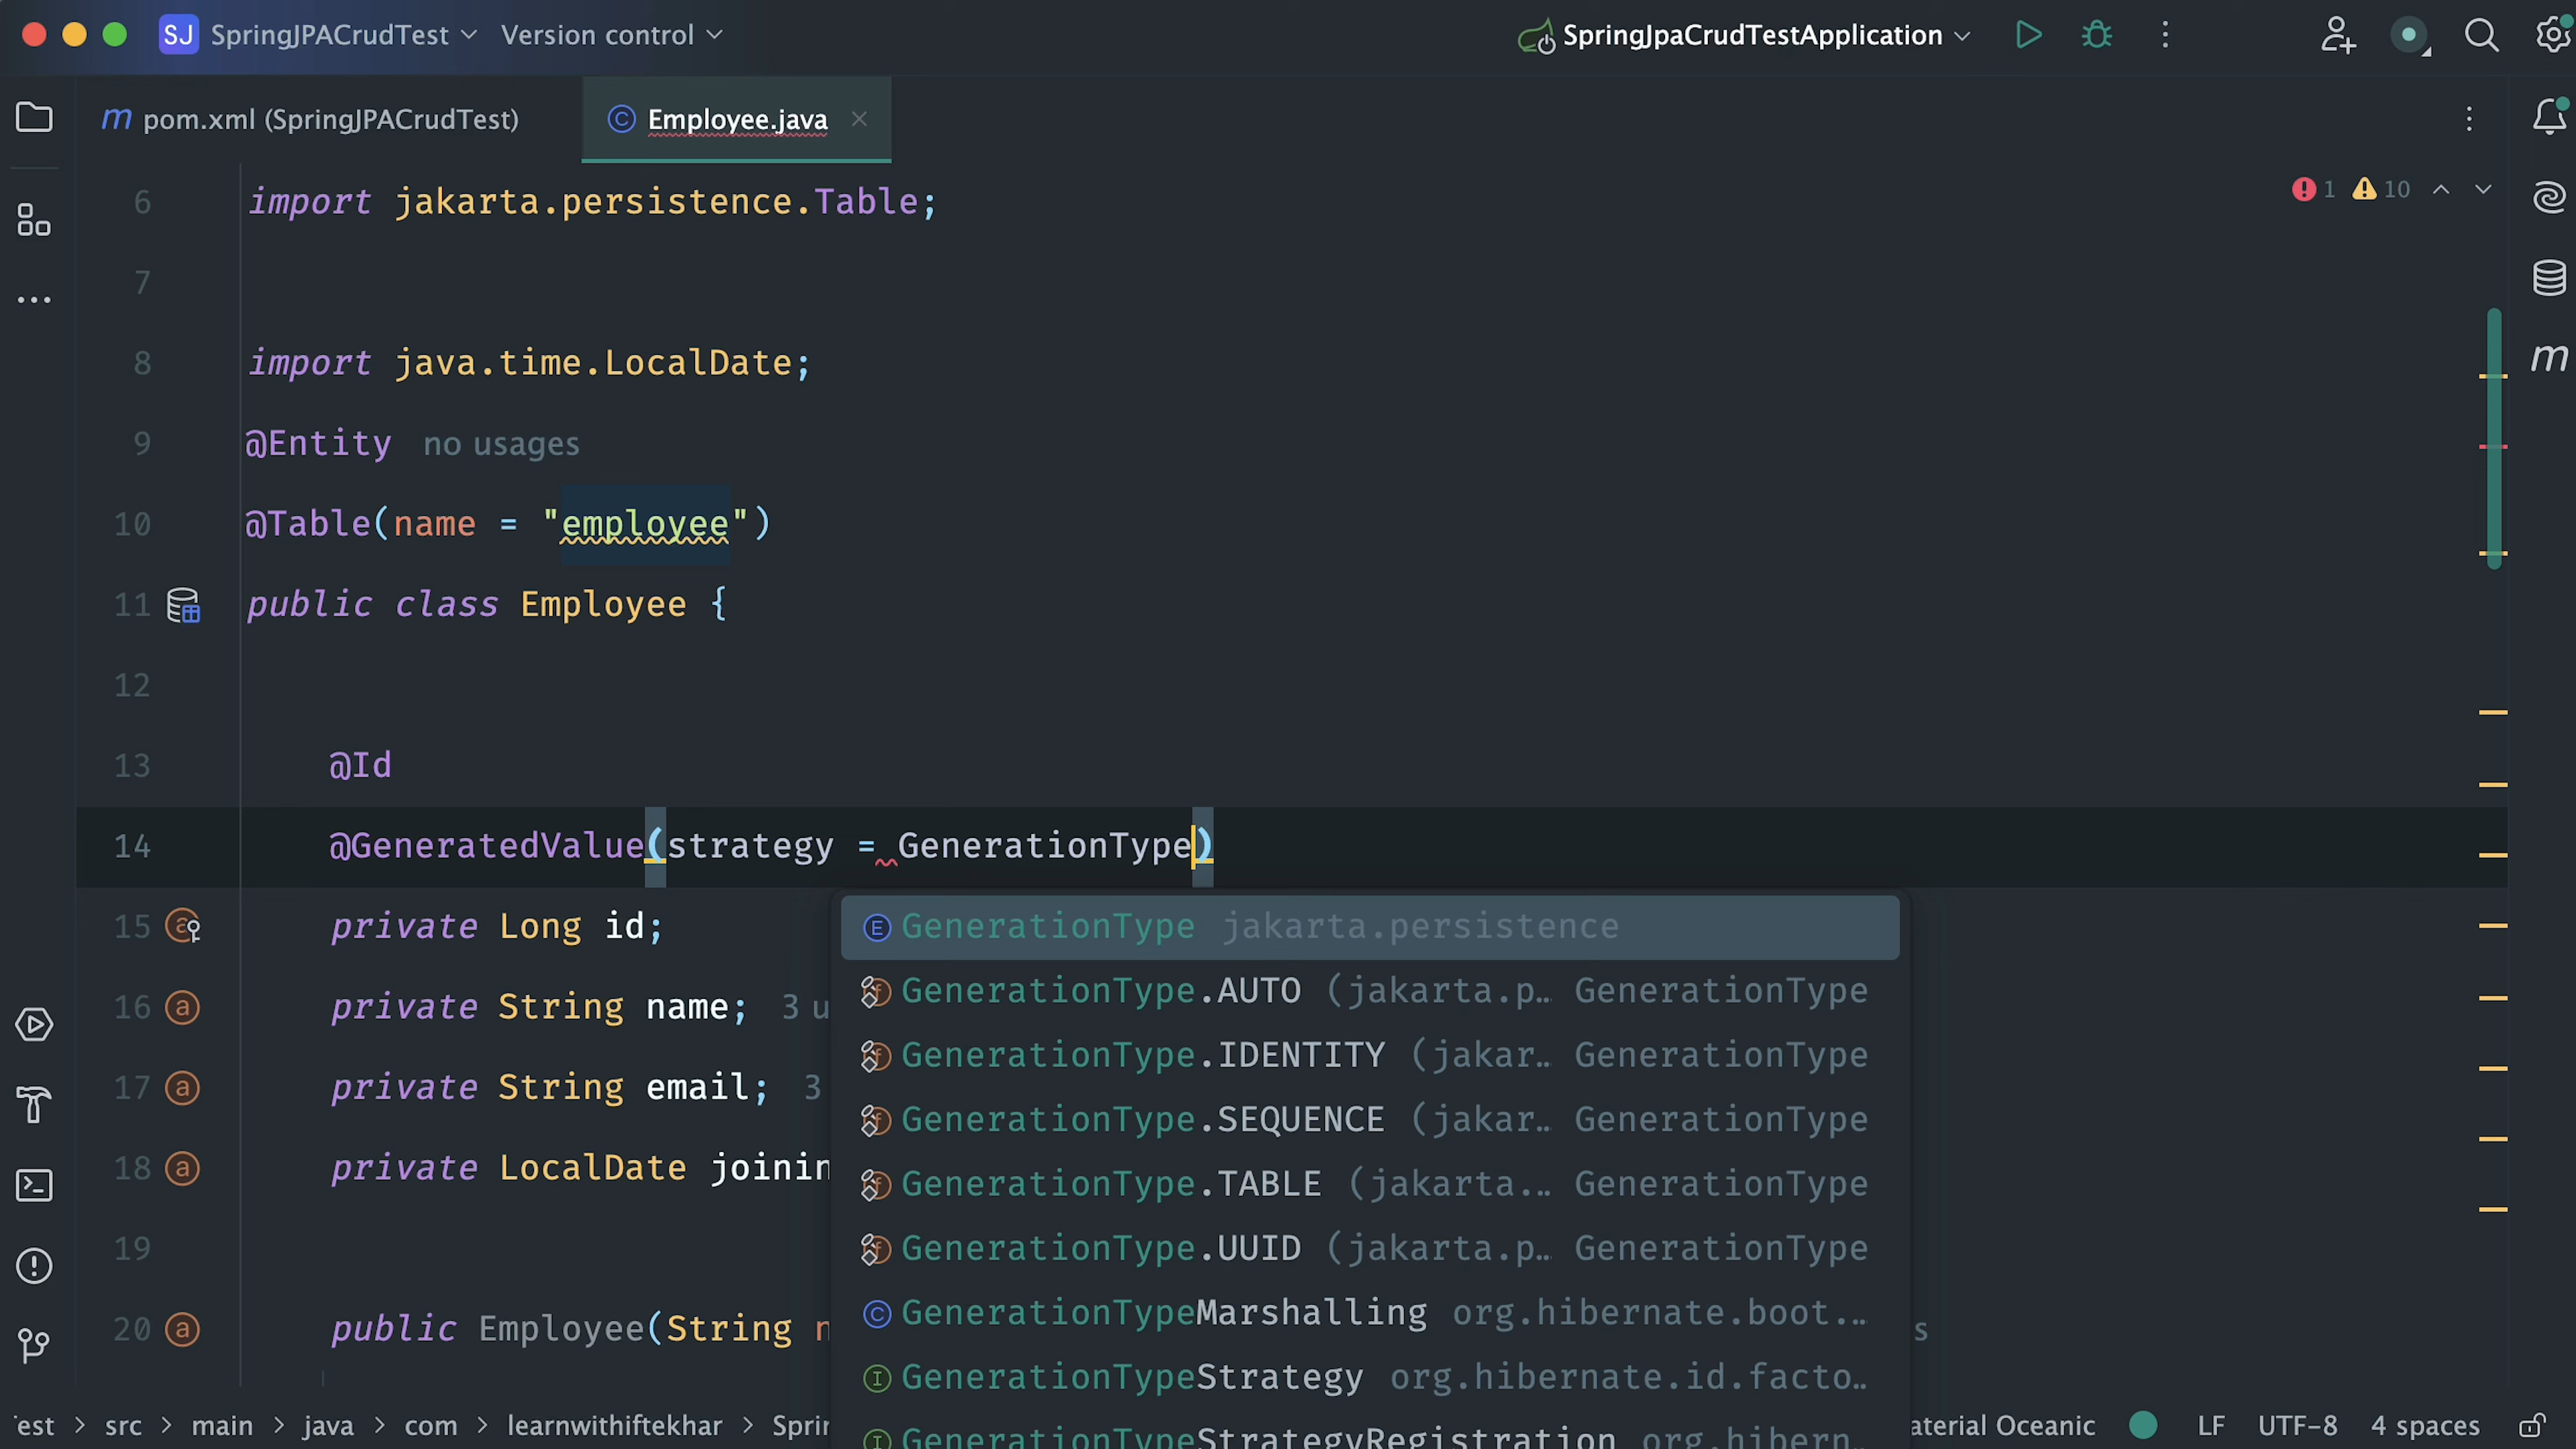 SJ SpringJPACrudTest Version control SpringJpaCrudTestApplication
m pom.xml (SpringJPACrudTest) Employee.java
1 10
6 import jakarta.persistence.Table;
7
8 import java.time.LocalDate;
9 @Entity no usages
10 @Table(name = "employee")
11 public class Employee {
12
13 @Id
14 @GeneratedValue(strategy = GenerationType)
15 private Long id;
16 private String name; 3 u
17 private String email; 3
18 private LocalDate joinin
19
20 public Employee(String n
GenerationType jakarta.persistence
GenerationType.AUTO (jakarta.p… GenerationType
GenerationType.IDENTITY (jakar… GenerationType
GenerationType.SEQUENCE (jakar… GenerationType
GenerationType.TABLE (jakarta.… GenerationType
GenerationType.UUID (jakarta.p… GenerationType
GenerationTypeMarshalling org.hibernate.boot.…
GenerationTypeStrategy org.hibernate.id.facto…
GenerationTypeStrategyRegistration org.hibern…
s
est > src > main > java > com > learnwithiftekhar > Sprin
aterial Oceanic LF UTF-8 4 spaces
m